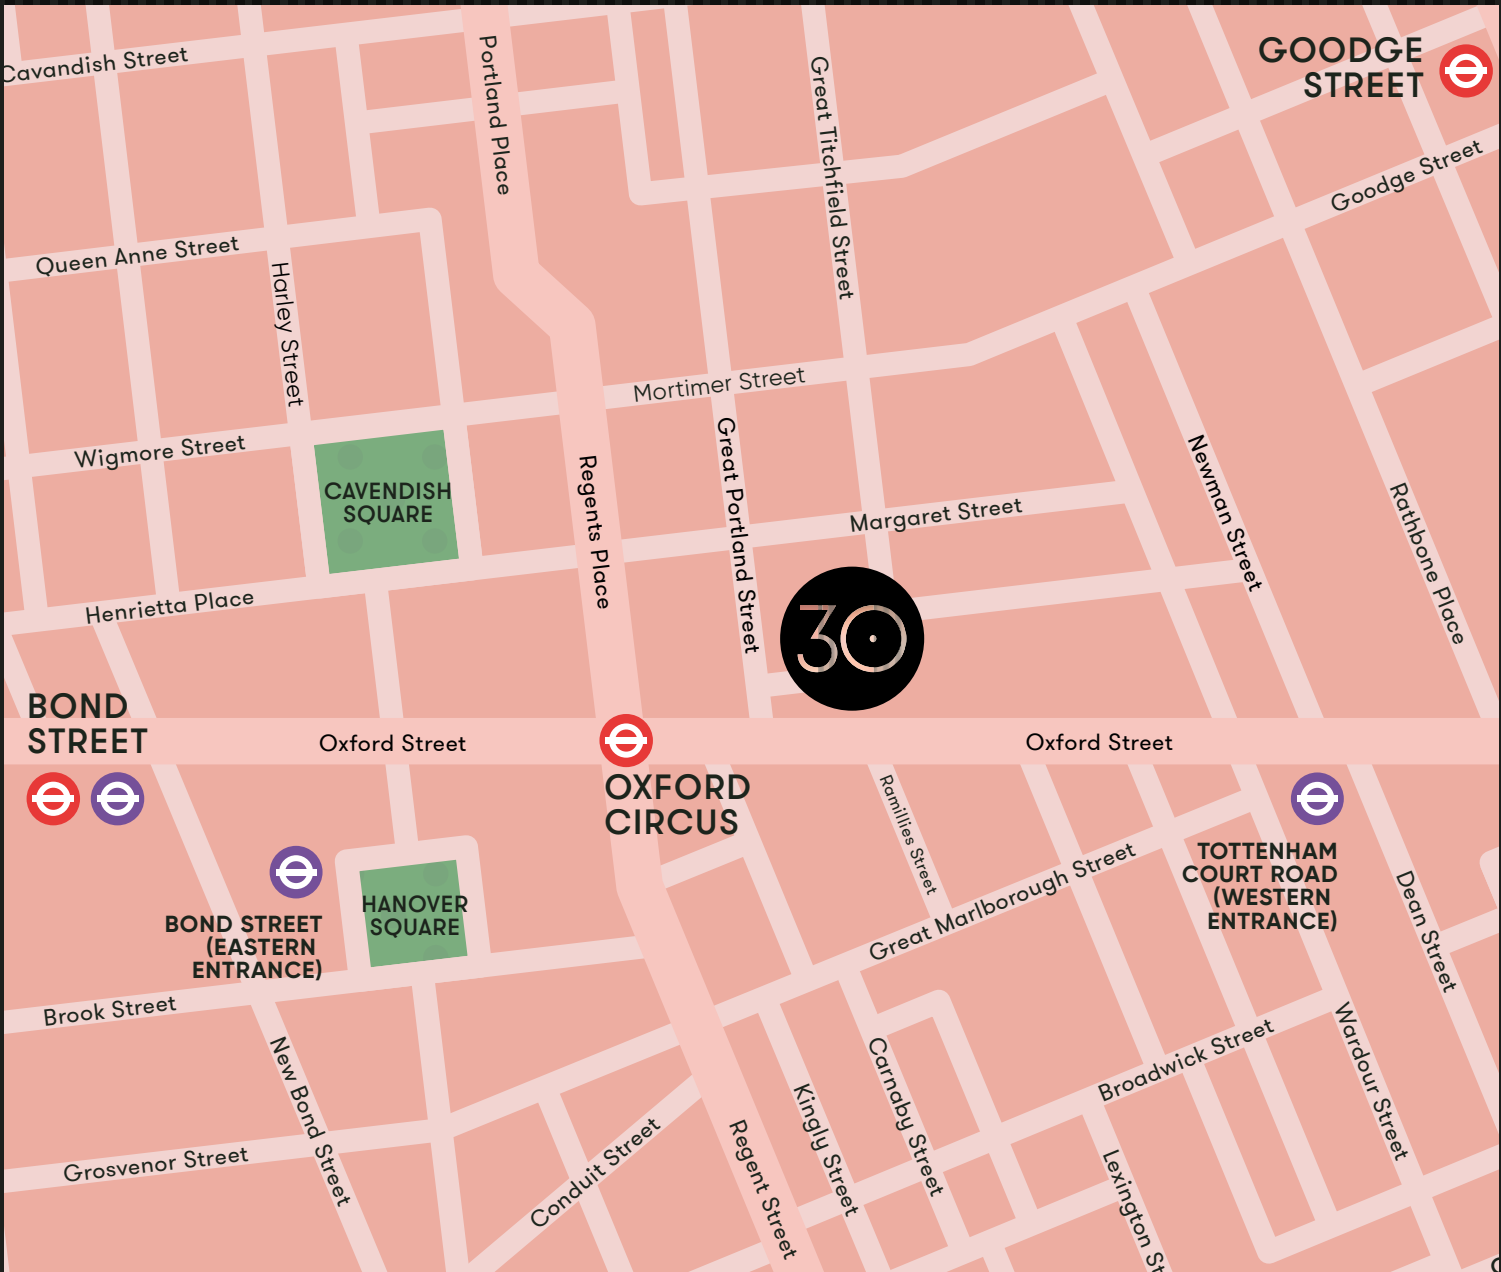 Cavandish Street
Portland Place
Great Titchfield Street
GOODGE
STREET
Goodge Street
Queen Anne Street
Harley Street
Mortimer Street
Wigmore Street
CAVENDISH
SQUARE
Regents Place
Great Portland Street
Margaret Street
Newman Street
Rathbone Place
Henrietta Place
30
BOND
STREET
Oxford Street
Oxford Street
OXFORD
CIRCUS
Ramillies Street
Great Marlborough Street
TOTTENHAM
COURT ROAD
(WESTERN
ENTRANCE)
Dean Street
HANOVER
SQUARE
BOND STREET
(EASTERN
ENTRANCE)
Brook Street
New Bond Street
Carnaby Street
Kingly Street
Broadwick Street
Wardour Street
Grosvenor Street
Conduit Street
Regent Street
Lexington St